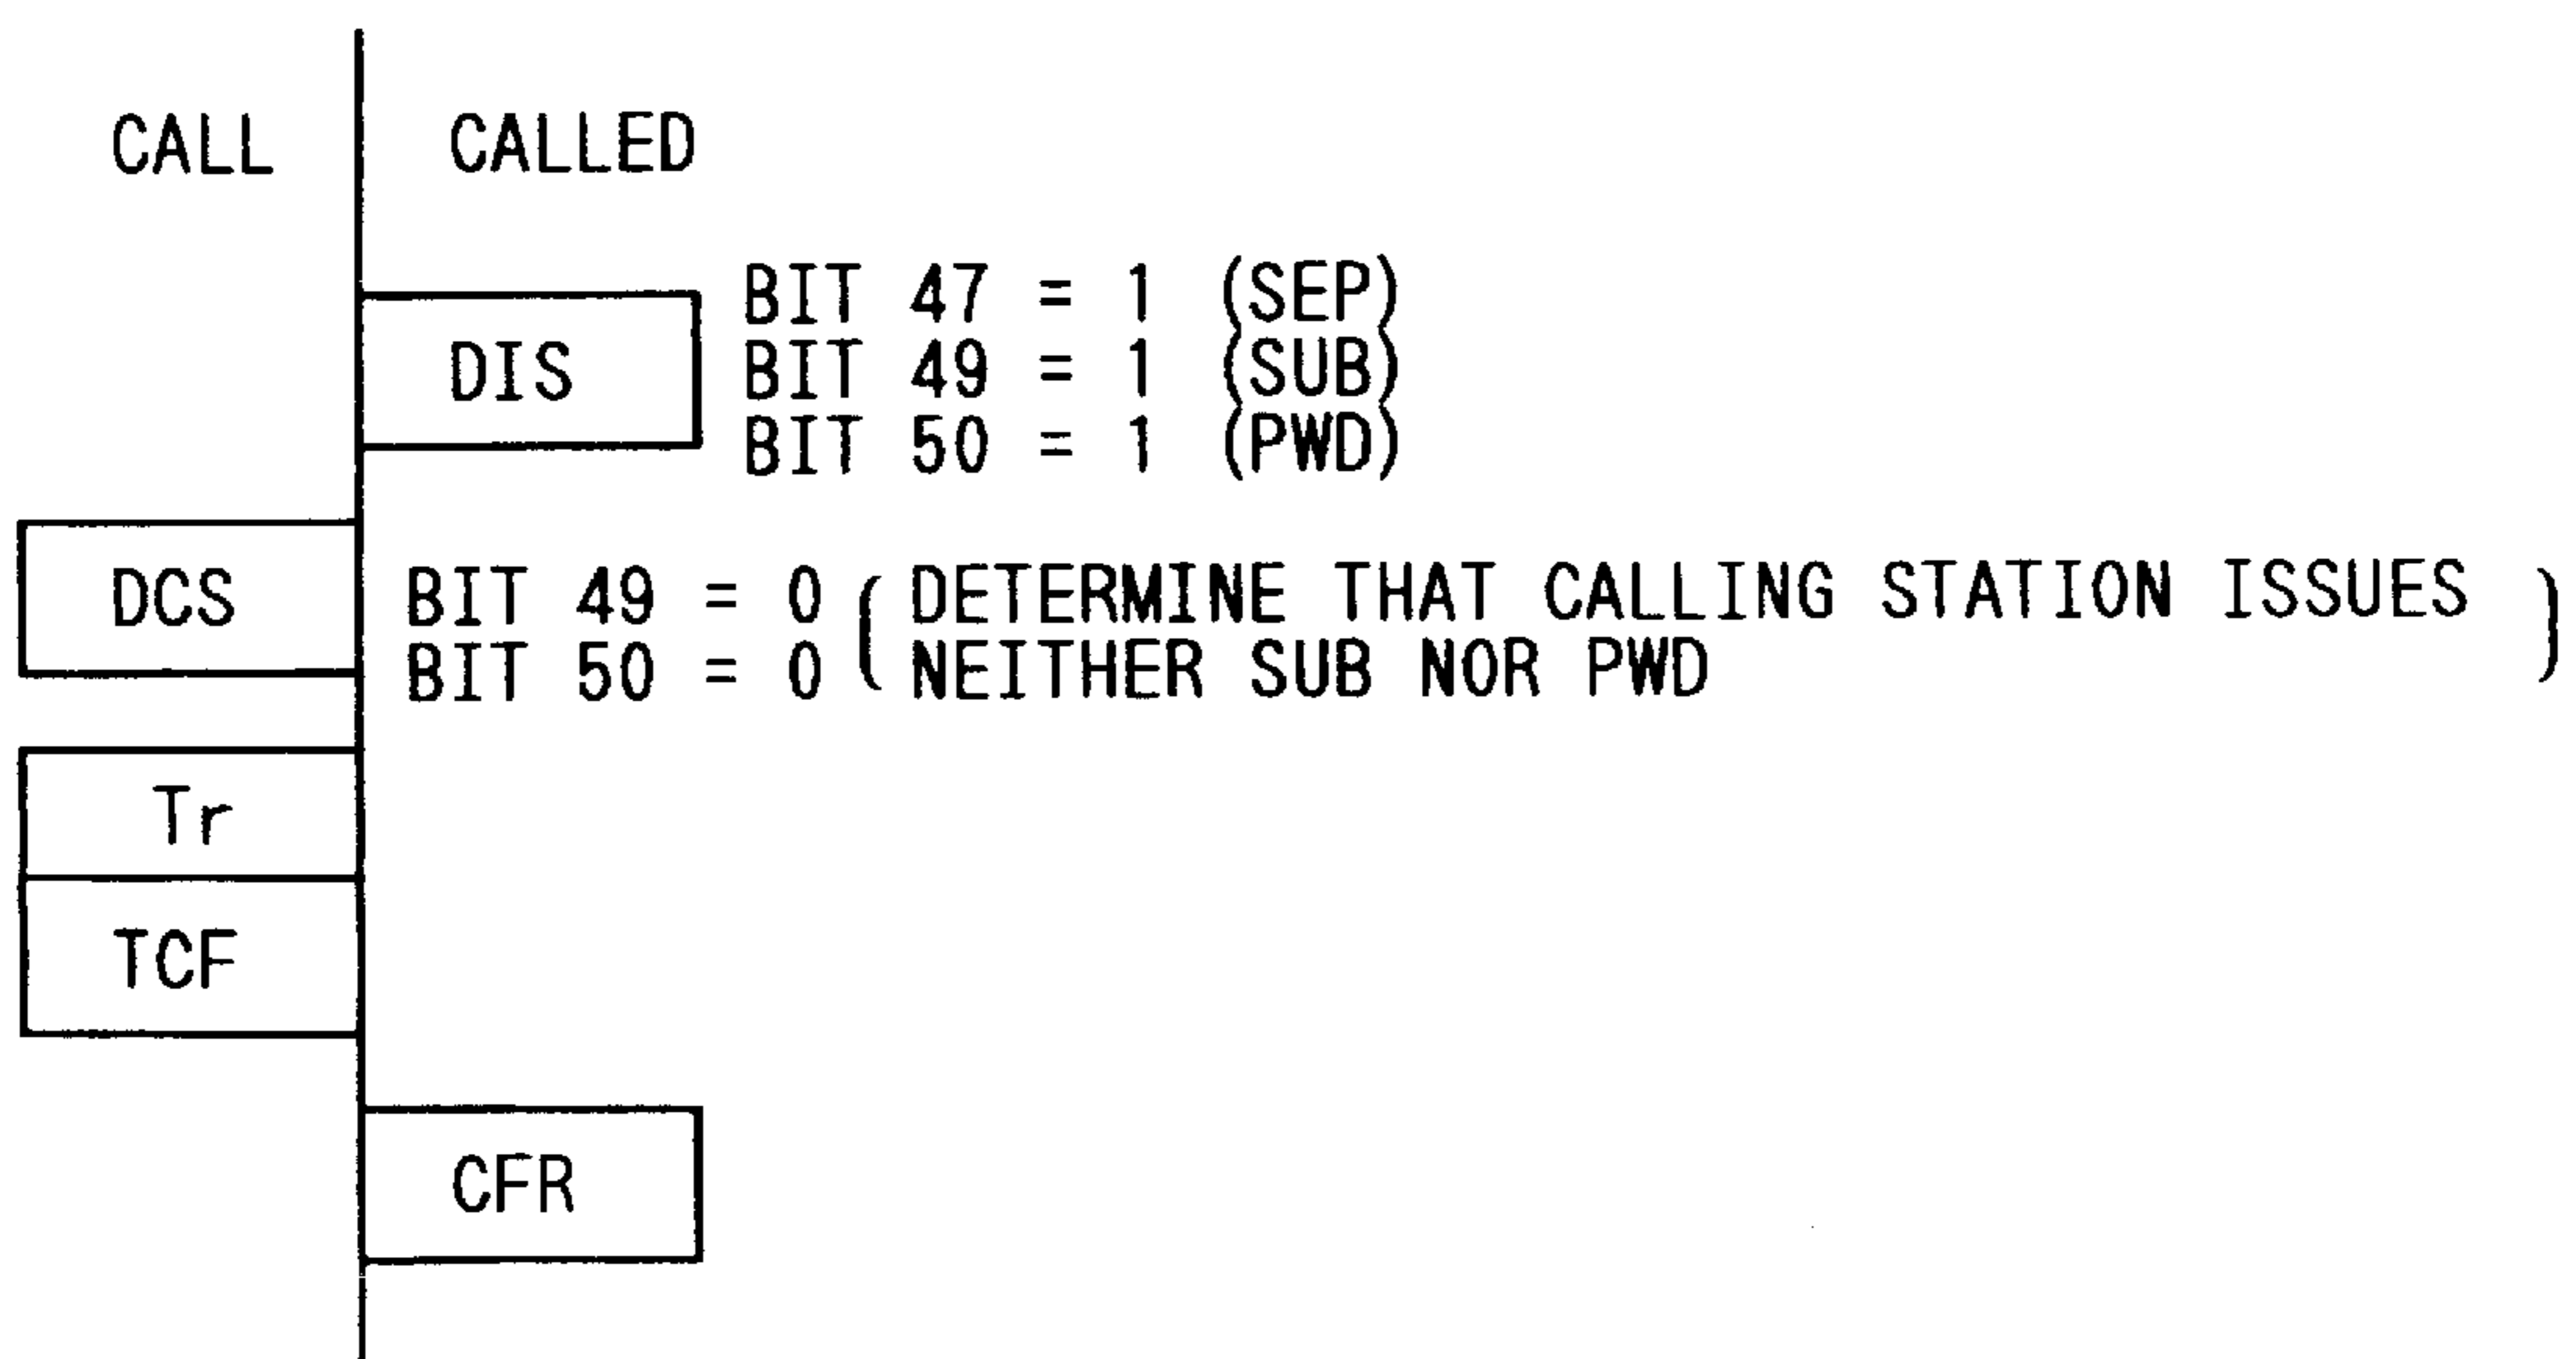 CALL CALLED
BIT 47 = 1 (SEP)
DIS BIT 49 = 1 (SUB)
BIT 50 = 1 (PWD)
DCS BIT 49 = 0 ( DETERMINE THAT CALLING STATION ISSUES )
BIT 50 = 0 NEITHER SUB NOR PWD
Tr
TCF
CFR